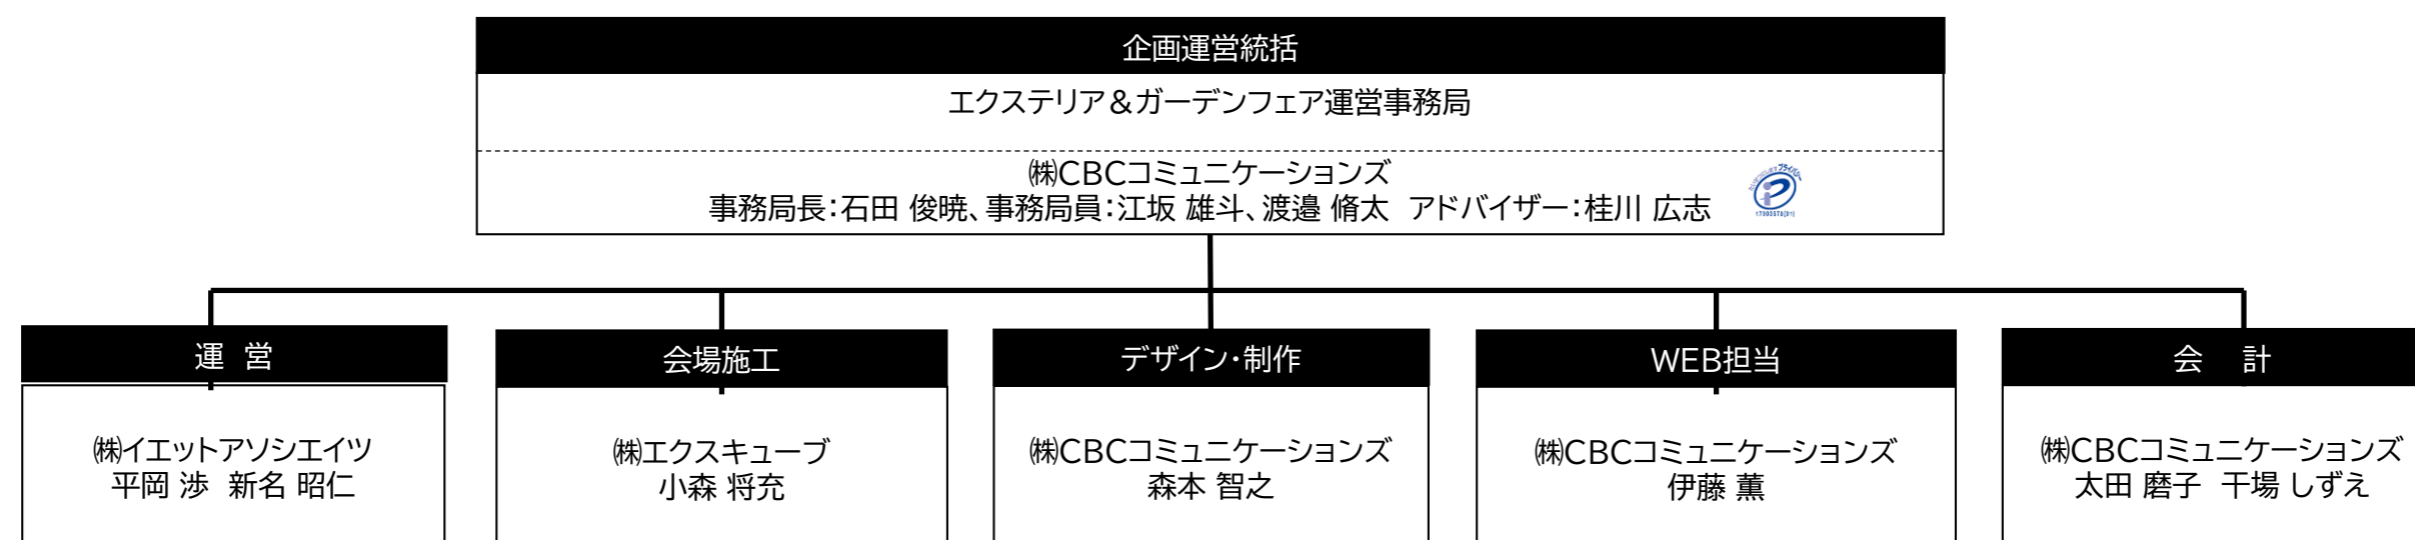 企画運営統括
エクステリア＆ガーデンフェア運営事務局
㈱CBCコミュニケーションズ
事務局長：石田 俊暁、事務局員：江坂 雄斗、渡邉 脩太　アドバイザー：桂川 広志
プライバシー
17000578(01)
運　営
㈱イエットアソシエイツ
平岡 渉　新名 昭仁
会場施工
㈱エクスキューブ
小森 将充
デザイン・制作
㈱CBCコミュニケーションズ
森本 智之
WEB担当
㈱CBCコミュニケーションズ
伊藤 薫
会　計
㈱CBCコミュニケーションズ
太田 磨子　干場 しずえ